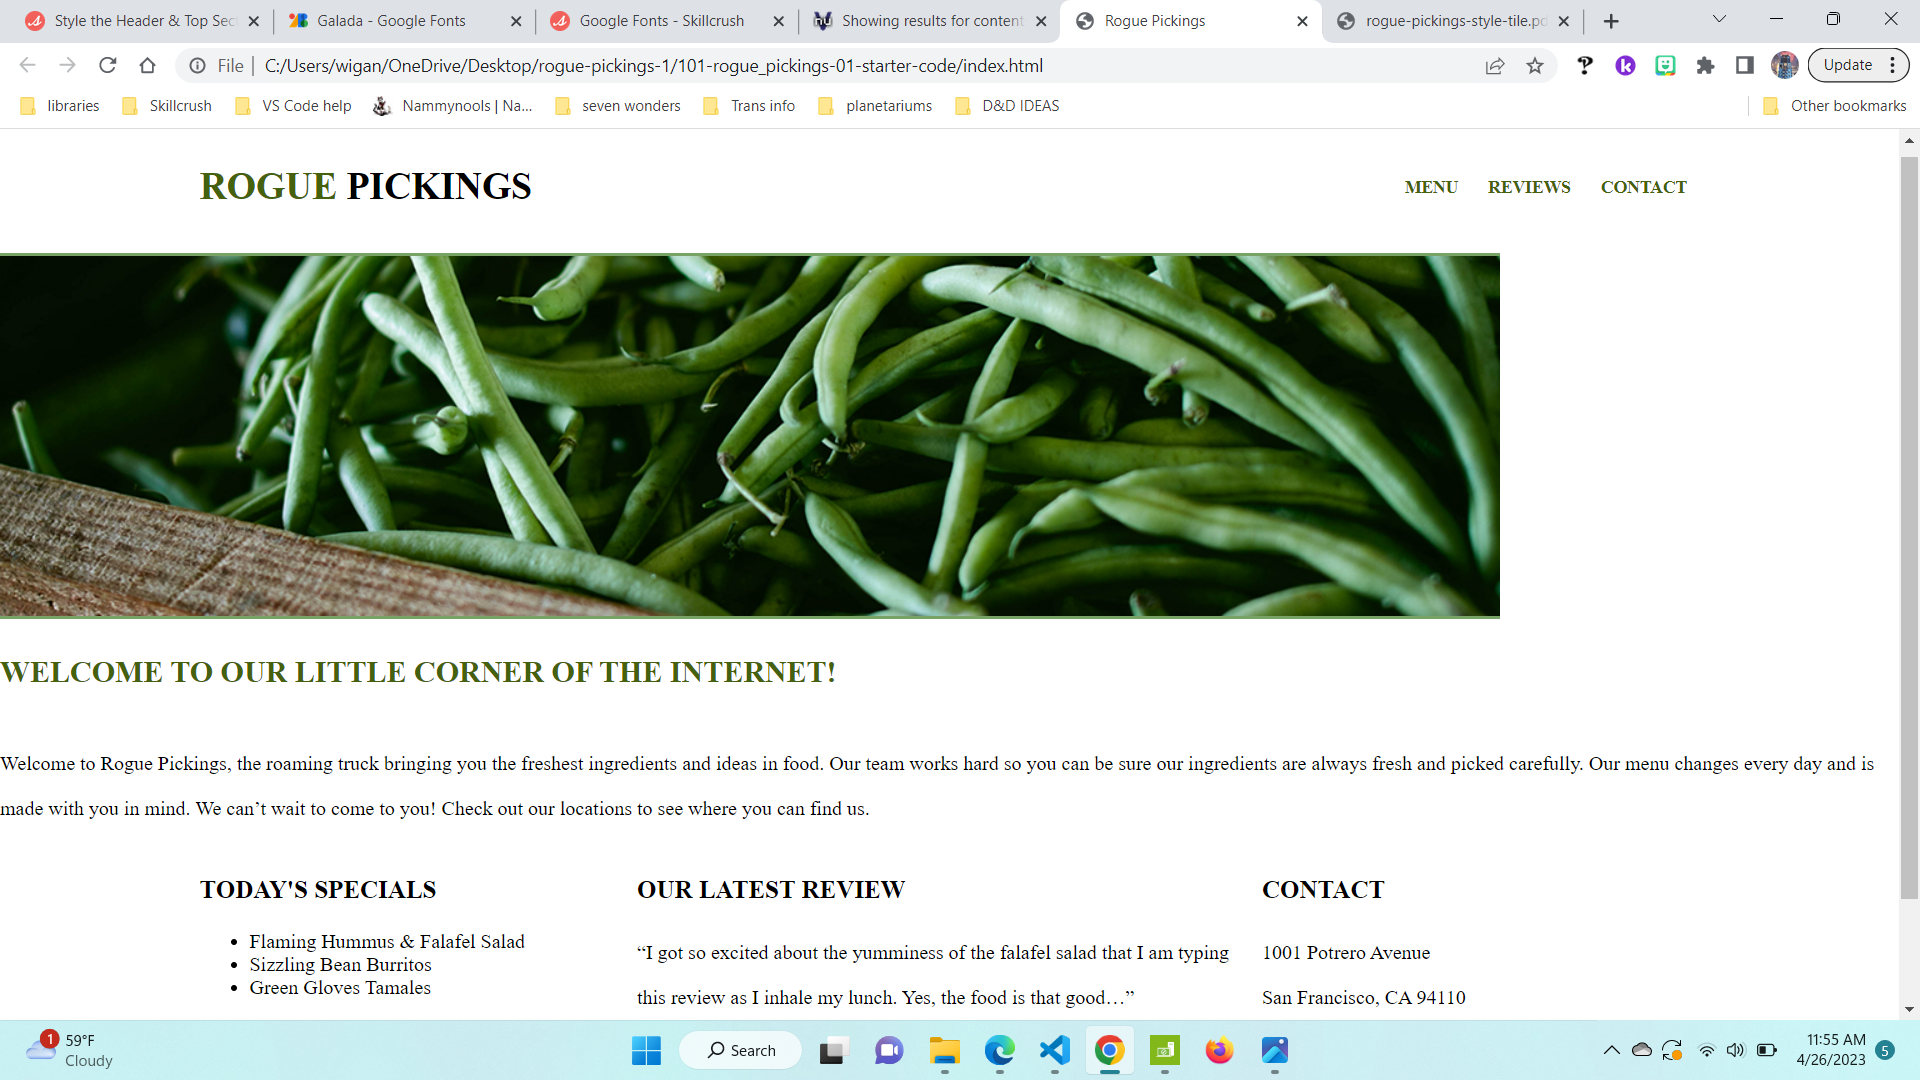 Style the Header & Top Sec
Galada - Google Fonts
Google Fonts - Skillcrush
Showing results for content
Rogue Pickings
rogue-pickings-style-tile.pd
File
C:/Users/wigan/OneDrive/Desktop/rogue-pickings-1/101-rogue_pickings-01-starter-code/index.html
Update
libraries
Skillcrush
VS Code help
Nammynools | Na...
seven wonders
Trans info
planetariums
D&D IDEAS
Other bookmarks
ROGUE PICKINGS
MENU
REVIEWS
CONTACT
WELCOME TO OUR LITTLE CORNER OF THE INTERNET!
Welcome to Rogue Pickings, the roaming truck bringing you the freshest ingredients and ideas in food. Our team works hard so you can be sure our ingredients are always fresh and picked carefully. Our menu changes every day and is
made with you in mind. We can’t wait to come to you! Check out our locations to see where you can find us.
TODAY'S SPECIALS
Flaming Hummus & Falafel Salad
Sizzling Bean Burritos
Green Gloves Tamales
OUR LATEST REVIEW
“I got so excited about the yumminess of the falafel salad that I am typing
this review as I inhale my lunch. Yes, the food is that good…”
CONTACT
1001 Potrero Avenue
San Francisco, CA 94110
1
59°F
Cloudy
Search
11:55 AM
4/26/2023
5